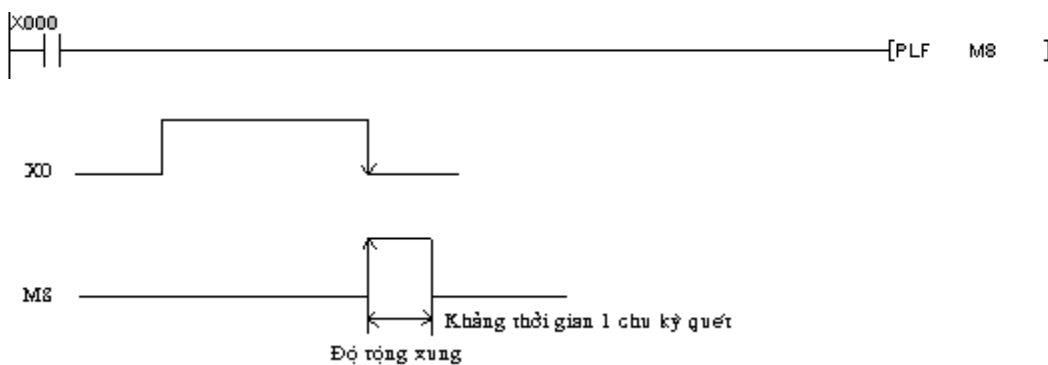 X000
[PLF M8 ]
X0
M8
Khảng thời gian 1 chu kỳ quét
Độ rộng xung